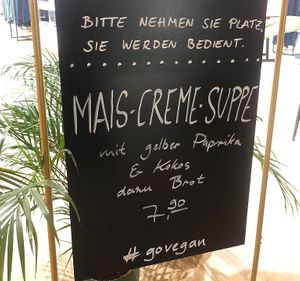 BITTE NEHMEN SIE PLATZ,
SIE WERDEN BEDIENT.
MAIS-CREME-SUPPE
mit gelber Paprika
& Kokos
dazu Brot
7,90
#govegan